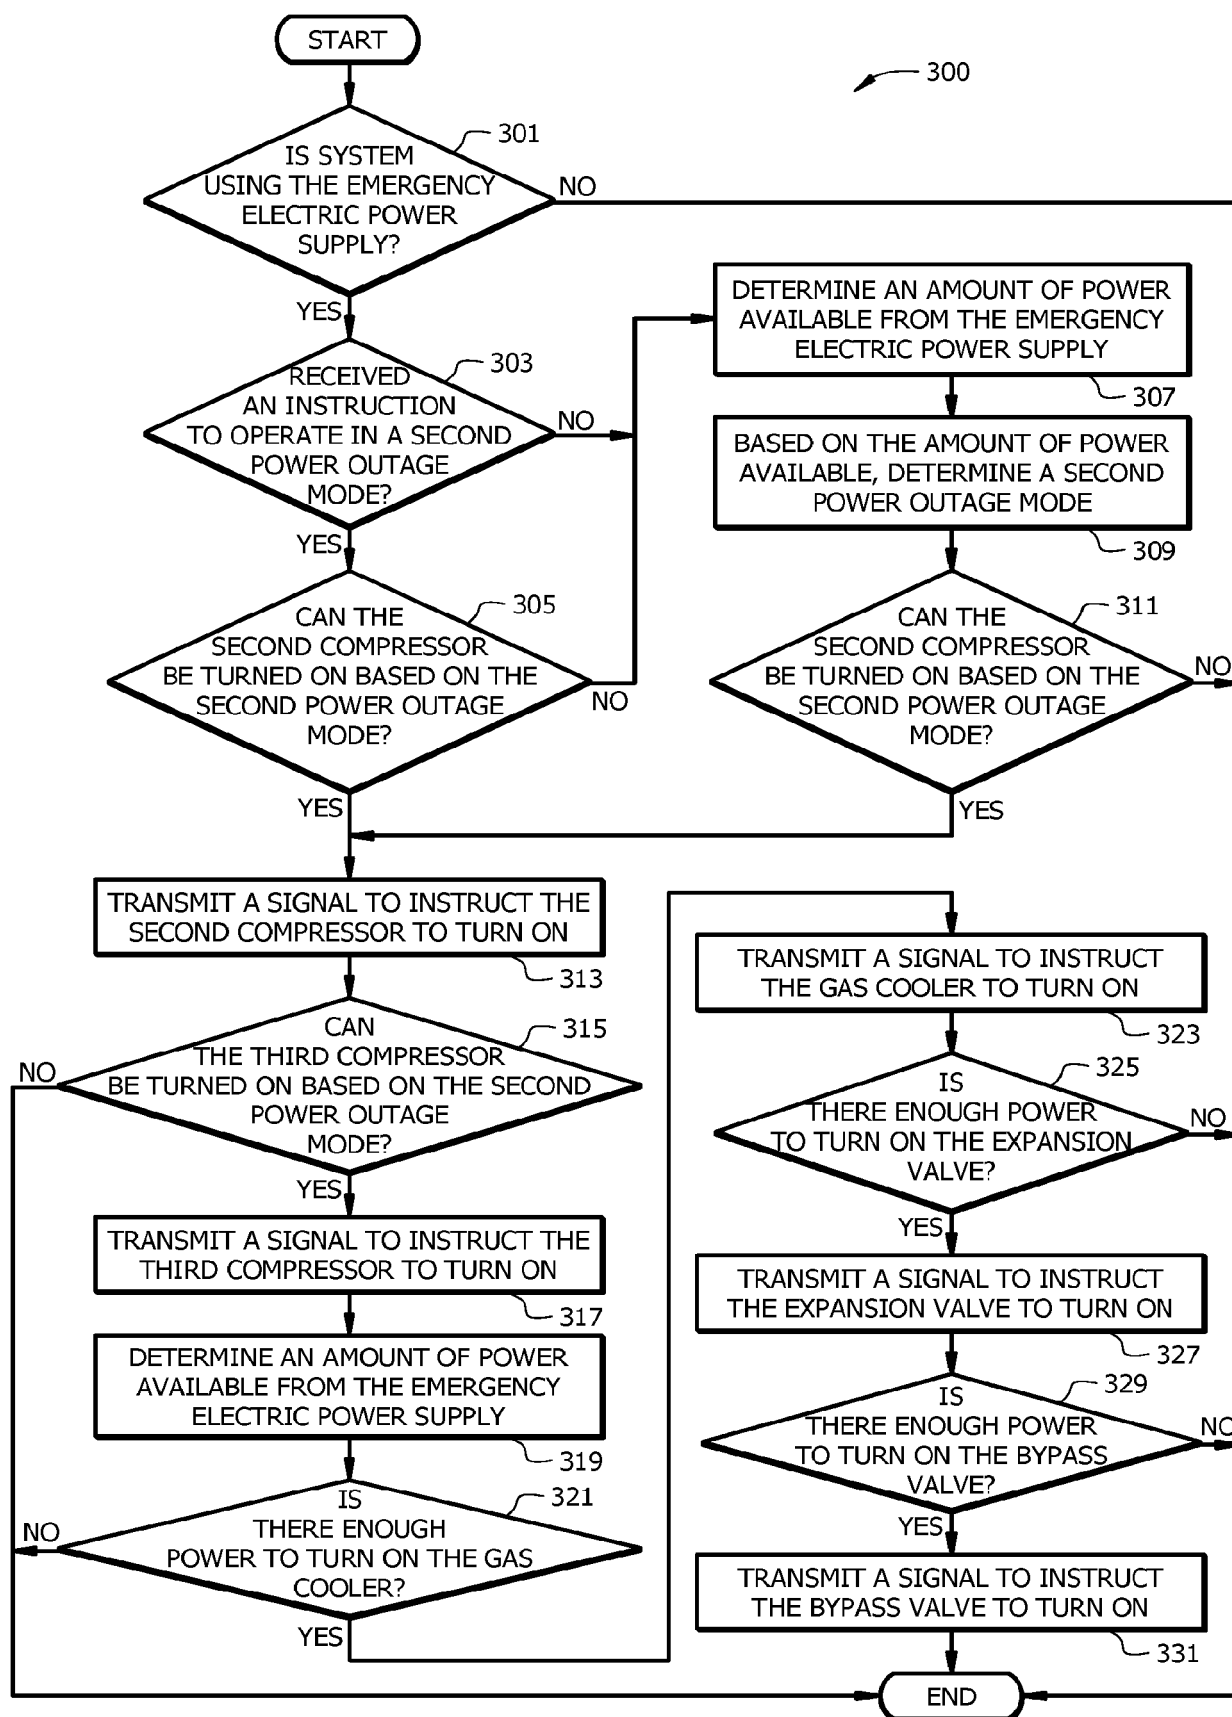 START
300
301
IS SYSTEM
USING THE EMERGENCY
ELECTRIC POWER
SUPPLY?
NO
YES
303
RECEIVED
AN INSTRUCTION
TO OPERATE IN A SECOND
POWER OUTAGE
MODE?
NO
YES
305
CAN THE
SECOND COMPRESSOR
BE TURNED ON BASED ON THE
SECOND POWER OUTAGE
MODE?
NO
YES
DETERMINE AN AMOUNT OF POWER
AVAILABLE FROM THE EMERGENCY
ELECTRIC POWER SUPPLY
307
BASED ON THE AMOUNT OF POWER
AVAILABLE, DETERMINE A SECOND
POWER OUTAGE MODE
309
311
CAN THE
SECOND COMPRESSOR
BE TURNED ON BASED ON THE
SECOND POWER OUTAGE
MODE?
NO
YES
TRANSMIT A SIGNAL TO INSTRUCT THE
SECOND COMPRESSOR TO TURN ON
313
315
CAN
THE THIRD COMPRESSOR
BE TURNED ON BASED ON THE SECOND
POWER OUTAGE
MODE?
NO
YES
TRANSMIT A SIGNAL TO INSTRUCT THE
THIRD COMPRESSOR TO TURN ON
317
DETERMINE AN AMOUNT OF POWER
AVAILABLE FROM THE EMERGENCY
ELECTRIC POWER SUPPLY
319
321
IS
THERE ENOUGH
POWER TO TURN ON THE GAS
COOLER?
NO
YES
TRANSMIT A SIGNAL TO INSTRUCT
THE GAS COOLER TO TURN ON
323
325
IS
THERE ENOUGH POWER
TO TURN ON THE EXPANSION
VALVE?
NO
YES
TRANSMIT A SIGNAL TO INSTRUCT
THE EXPANSION VALVE TO TURN ON
327
329
IS
THERE ENOUGH POWER
TO TURN ON THE BYPASS
VALVE?
NO
YES
TRANSMIT A SIGNAL TO INSTRUCT
THE BYPASS VALVE TO TURN ON
331
END